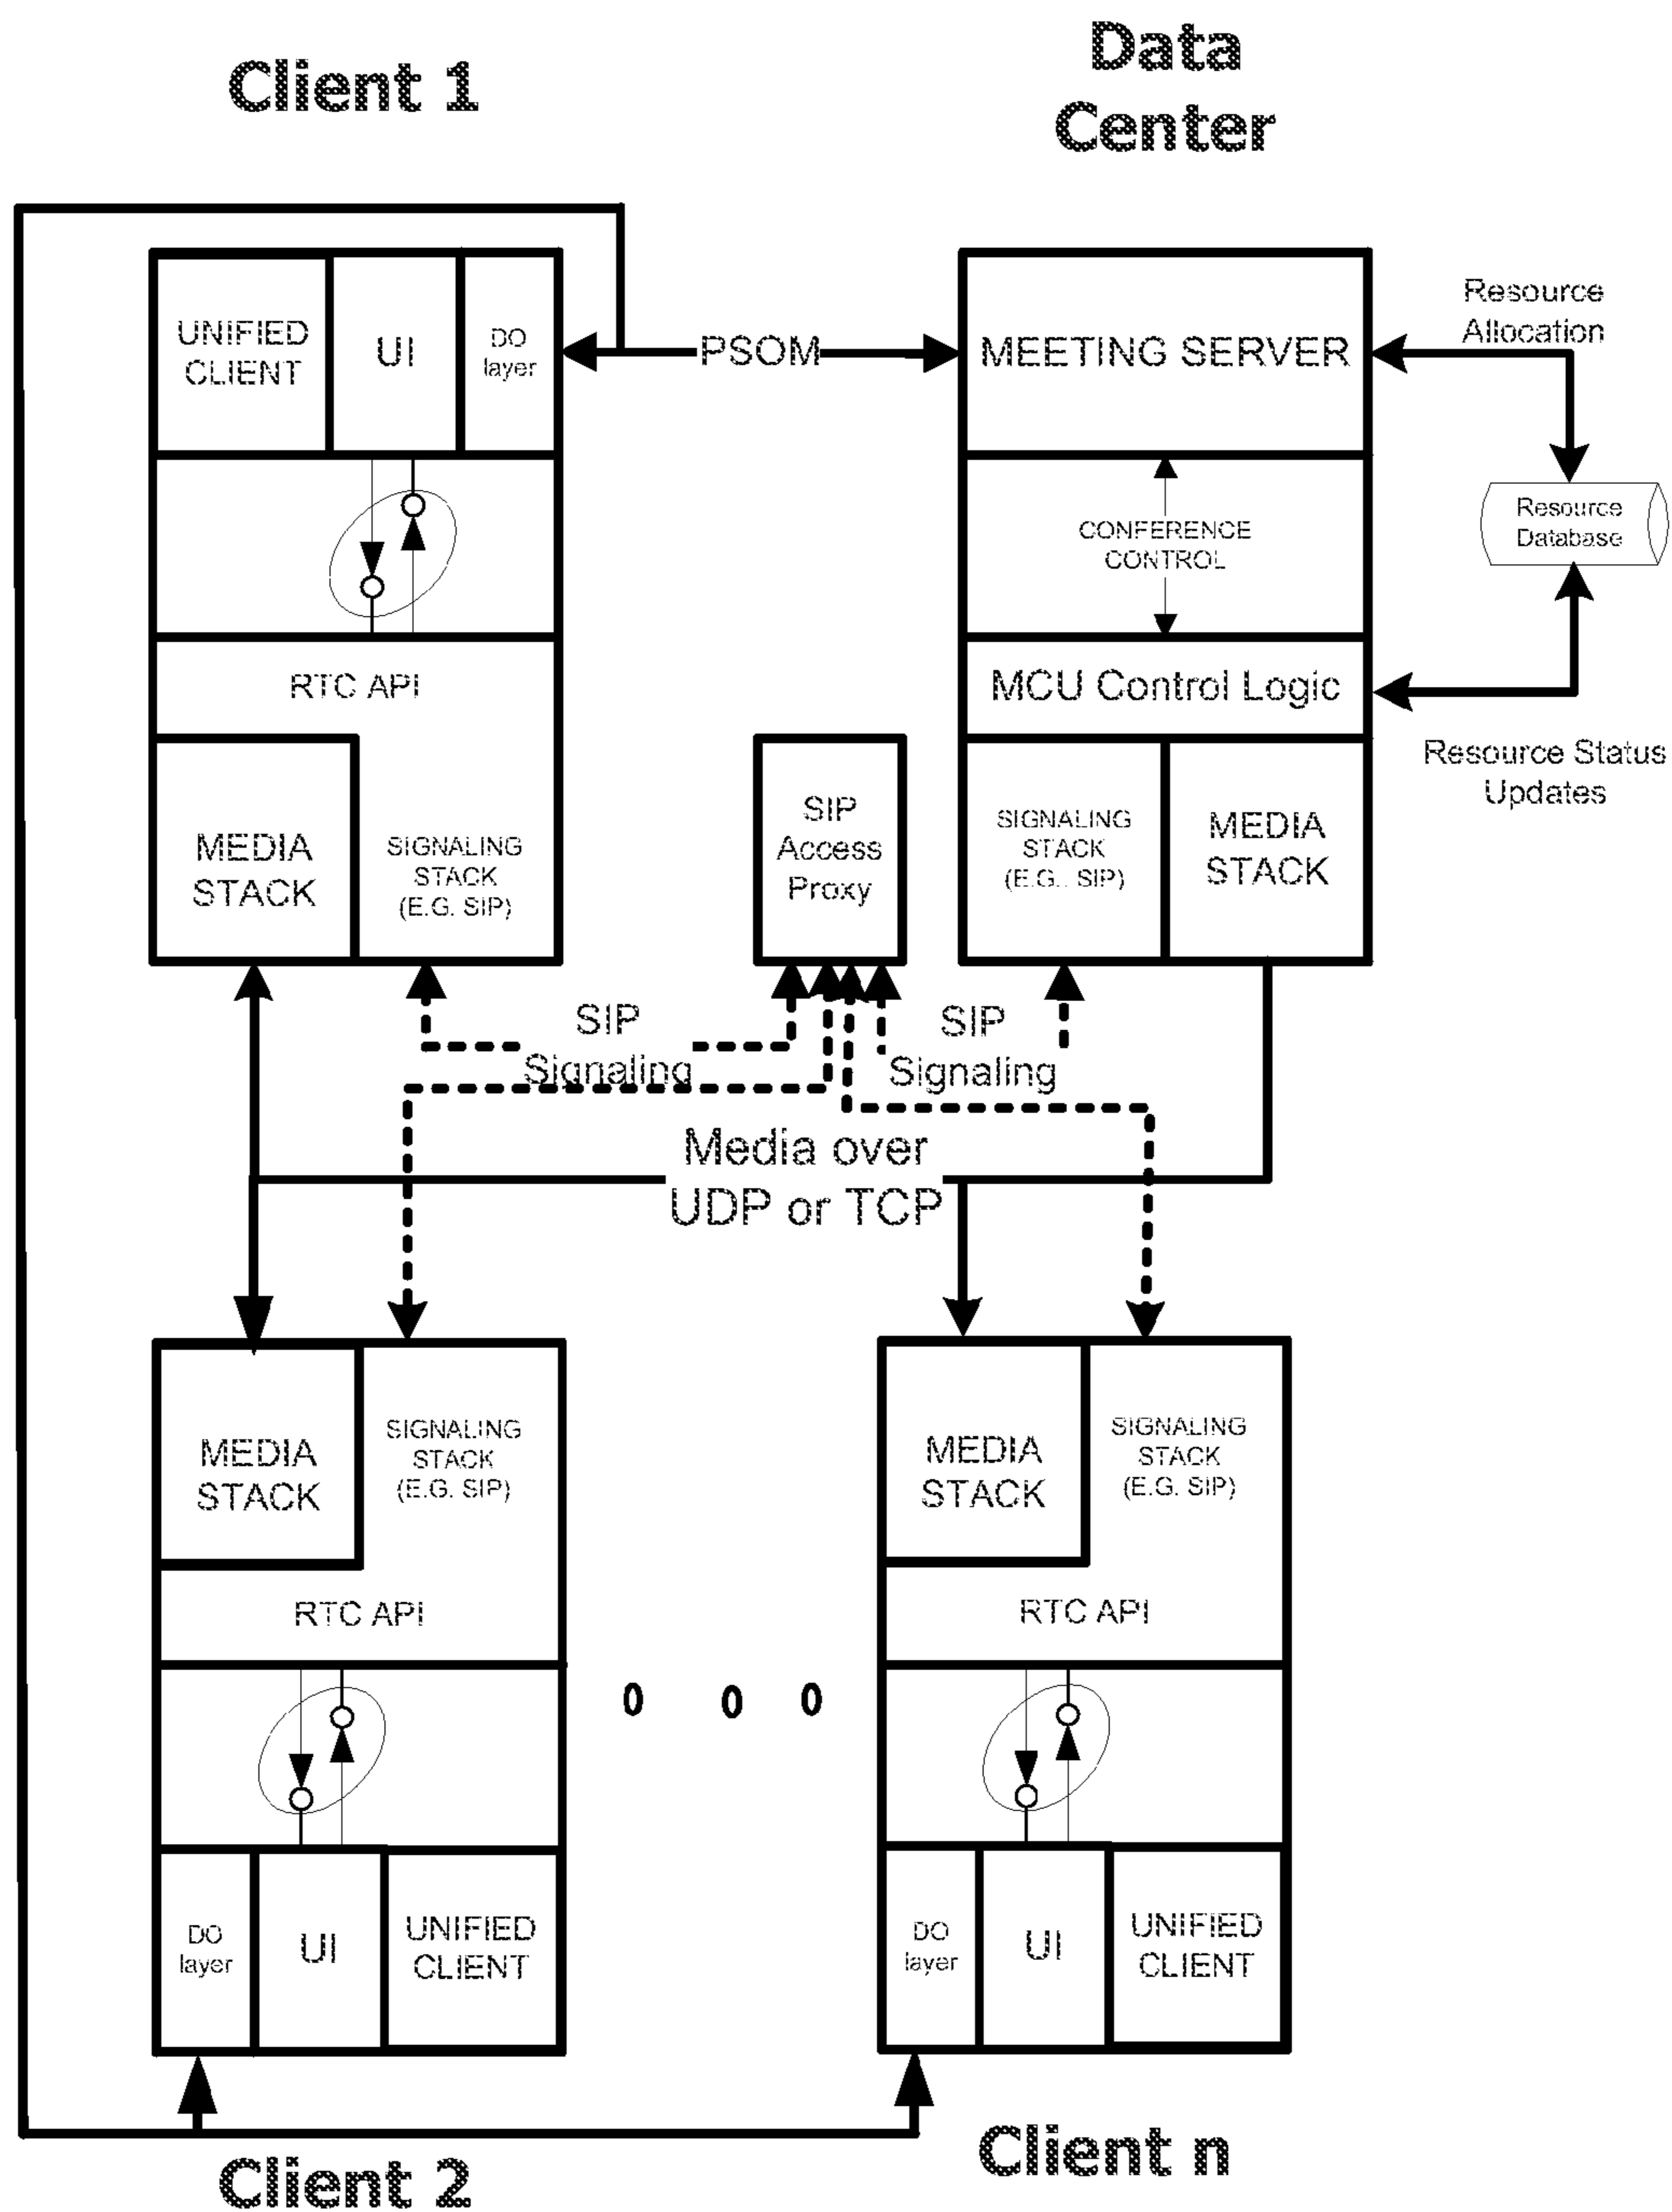 Client 1
Data
Center
UNIFIED
CLIENT
UI
DO
layer
PSOM
MEETING SERVER
Resource
Allocation
Resource
Database
CONFERENCE
CONTROL
RTC API
MCU Control Logic
Resource Status
Updates
MEDIA
STACK
SIGNALING
STACK
(E.G. SIP)
SIP
Access
Proxy
SIGNALING
STACK
(E.G.. SIP)
MEDIA
STACK
SIP
Signaling
SIP
Signaling
Media over
UDP or TCP
MEDIA
STACK
SIGNALING
STACK
(E.G. SIP)
RTC API
MEDIA
STACK
SIGNALING
STACK
(E.G. SIP)
RTC API
o o o
DO
layer
UI
UNIFIED
CLIENT
DO
layer
UI
UNIFIED
CLIENT
Client 2
Client n